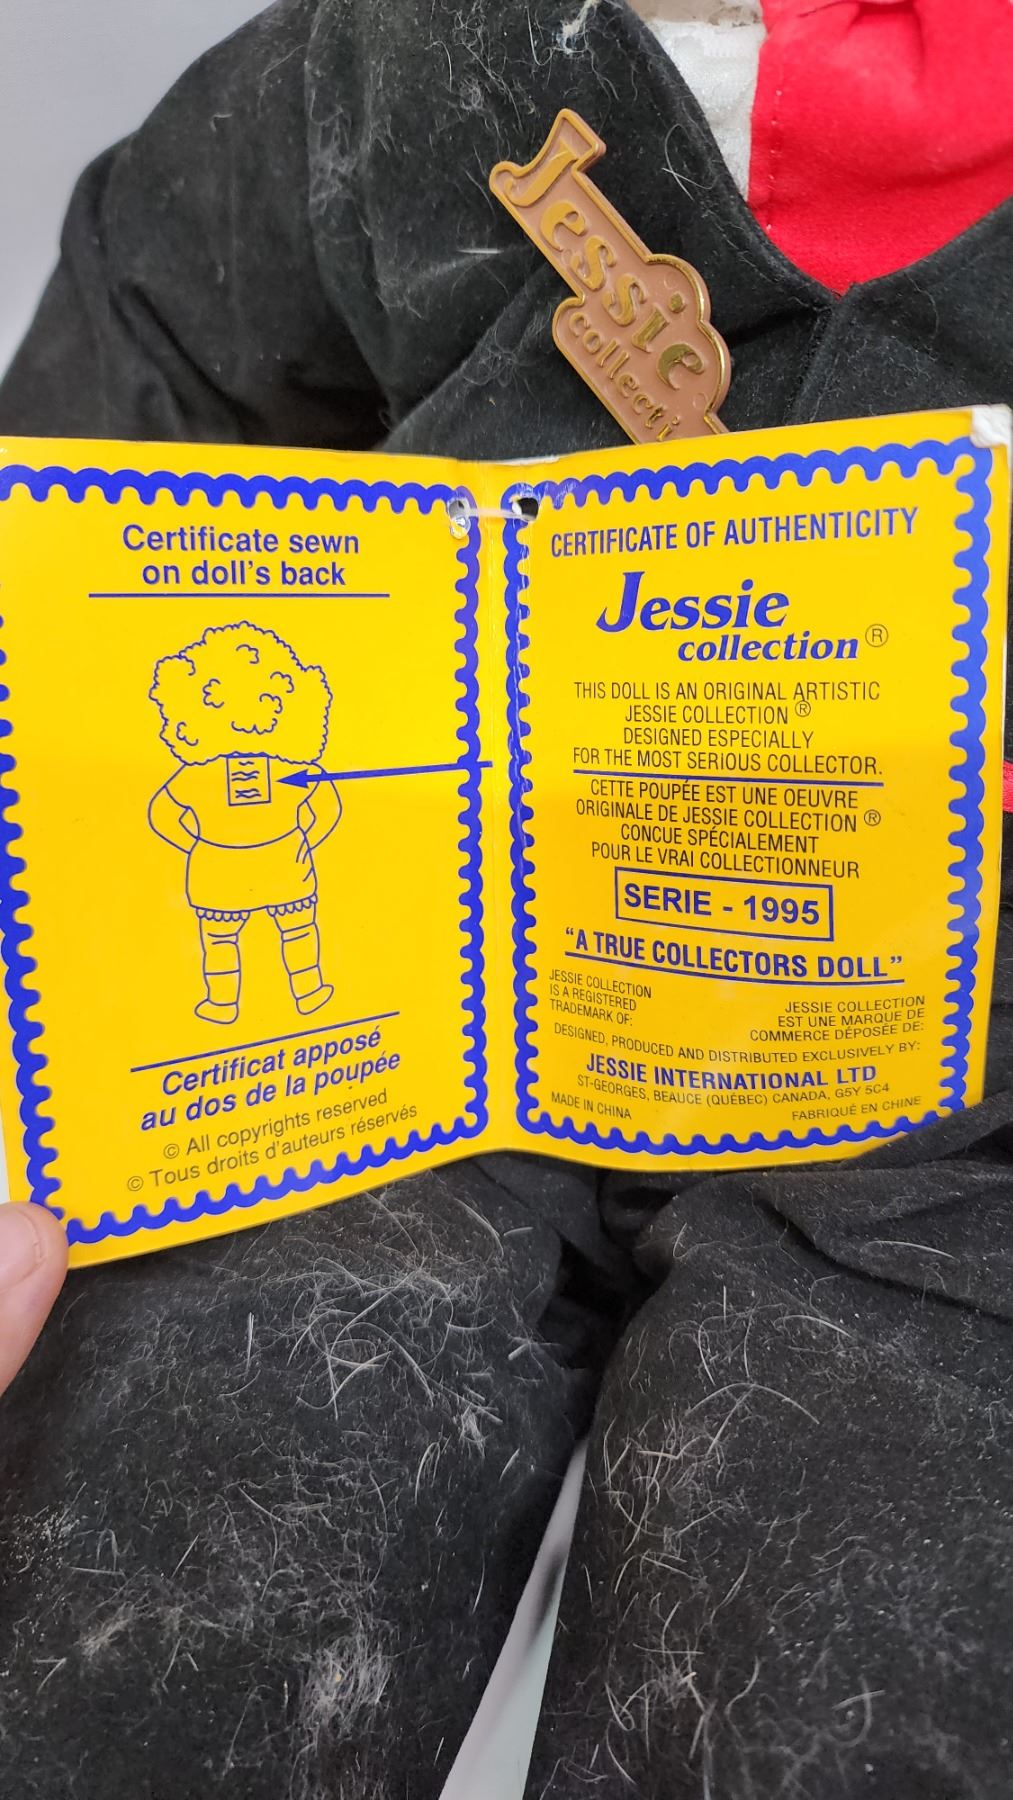 Jessie
collecti
Certificate sewn
on doll's back
Certificat apposé
au dos de la poupée
© All copyrights reserved
© Tous droits d'auteurs réservés
CERTIFICATE OF AUTHENTICITY
Jessie
collection ®
THIS DOLL IS AN ORIGINAL ARTISTIC
JESSIE COLLECTION ®
DESIGNED ESPECIALLY
FOR THE MOST SERIOUS COLLECTOR.
CETTE POUPÉE EST UNE OEUVRE
ORIGINALE DE JESSIE COLLECTION ®
CONCUE SPÉCIALEMENT
POUR LE VRAI COLLECTIONNEUR
SERIE - 1995
“A TRUE COLLECTORS DOLL”
JESSIE COLLECTION
IS A REGISTERED
TRADEMARK OF:
JESSIE COLLECTION
EST UNE MARQUE DE
COMMERCE DÉPOSÉE DE:
DESIGNED, PRODUCED AND DISTRIBUTED EXCLUSIVELY BY:
JESSIE INTERNATIONAL LTD
ST-GEORGES, BEAUCE (QUÉBEC) CANADA, G5Y 5C4
MADE IN CHINA
FABRIQUÉ EN CHINE